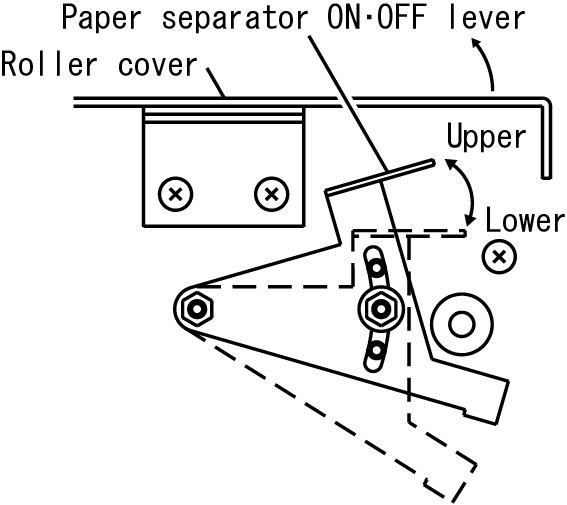 Paper separator ON·OFF lever
Roller cover
Upper
Lower